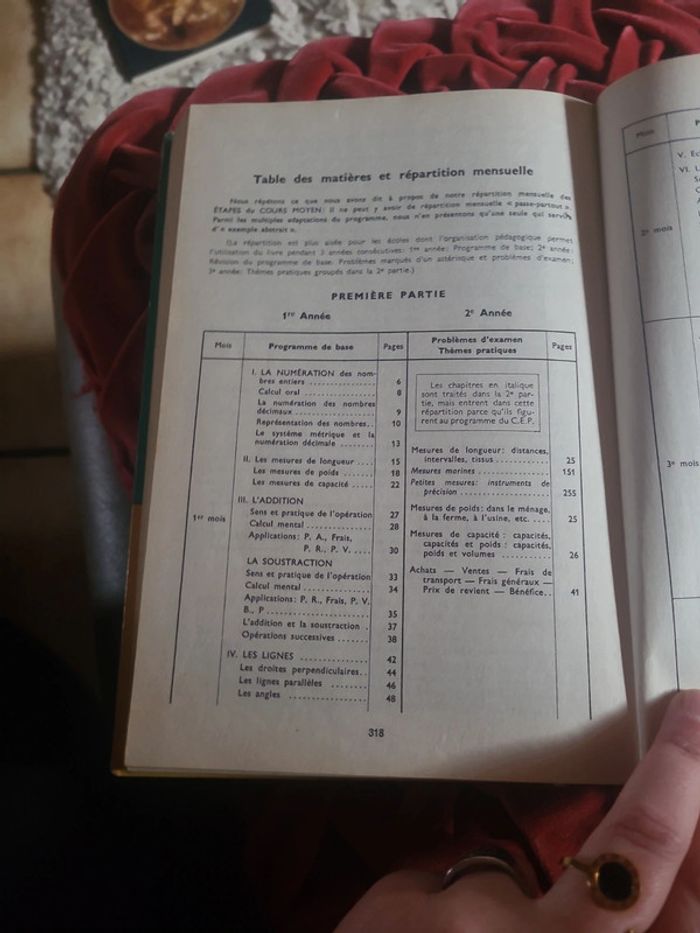 Table des matières et répartition mensuelle
Nous répétons ce que nous avons dit à propos de notre répartition mensuelle des
ÉTAPES du COURS MOYEN: il ne peut y avoir de répartition mensuelle « passe-partout ».
Parmi les multiples adaptations du programme, nous n'en présentons qu'une seule qui servira
d'« exemple abstrait ».
(La répartition est plus aisée pour les écoles dont l'organisation pédagogique permet
l'utilisation du livre pendant 3 années consécutives: 1re année: Programme de base; 2e année:
Révision du programme de base. Problèmes marqués d'un astérisque et problèmes d'examen;
3e année: Thèmes pratiques groupés dans la 2e partie.)
PREMIÈRE PARTIE
1re Année
2e Année
Mois
Programme de base
Pages
Problèmes d'examen
Thèmes pratiques
Pages
1er mois
I. LA NUMÉRATION des nom-
bres entiers ................ 6
Calcul oral ................ 8
La numération des nombres
décimaux ................ 9
Représentation des nombres.. 10
Le système métrique et la
numération décimale ........ 13
II. Les mesures de longueur .... 15
Les mesures de poids ...... 18
Les mesures de capacité .... 22
III. L'ADDITION
Sens et pratique de l'opération 27
Calcul mental .............. 28
Applications: P. A., Frais,
P. R., P. V. .... 30
LA SOUSTRACTION
Sens et pratique de l'opération 33
Calcul mental .............. 34
Applications: P. R., Frais, P. V.
B., P ...................... 35
L'addition et la soustraction . 37
Opérations successives ....... 38
IV. LES LIGNES ................ 42
Les droites perpendiculaires.. 44
Les lignes parallèles ........ 46
Les angles ................ 48
Les chapitres en italique
sont traités dans la 2e par-
tie, mais entrent dans cette
répartition parce qu'ils figu-
rent au programme du C.E.P.
Mesures de longueur: distances,
intervalles, tissus ........... 25
Mesures marines .............. 151
Petites mesures: instruments de
précision .................. 255
Mesures de poids: dans le ménage,
à la ferme, à l'usine, etc. .... 25
Mesures de capacité: capacités,
capacités et poids: capacités,
poids et volumes ............ 26
Achats — Ventes — Frais de
transport — Frais généraux —
Prix de revient — Bénéfice.. 41
318
Mois
2e mois
V.
VI.
3e mois